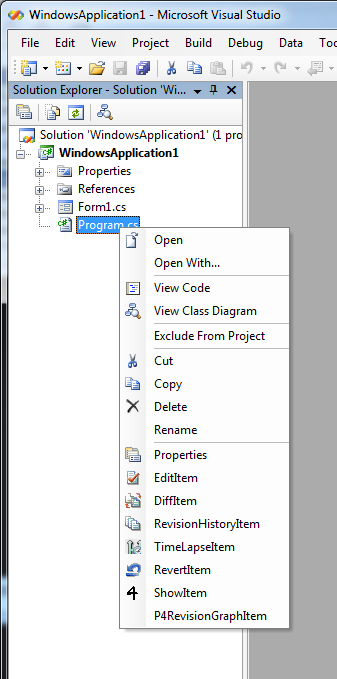 WindowsApplication1 - Microsoft Visual Studio
File Edit View Project Build Debug Data
Solution Explorer - Solution 'Wi...
Solution 'WindowsApplication1' (1 pro
WindowsApplication1
Properties
References
Form1.cs
Program.cs
Open
Open With...
View Code
View Class Diagram
Exclude From Project
Cut
Copy
Delete
Rename
Properties
EditItem
DiffItem
RevisionHistoryItem
TimeLapseItem
RevertItem
ShowItem
P4RevisionGraphItem